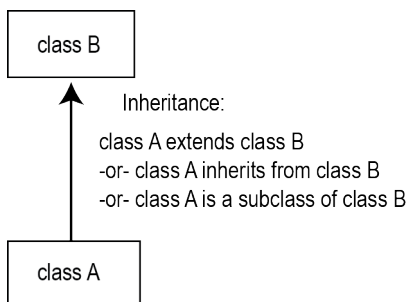 class B
Inheritance:
class A extends class B
-or- class A inherits from class B
-or- class A is a subclass of class B
class A